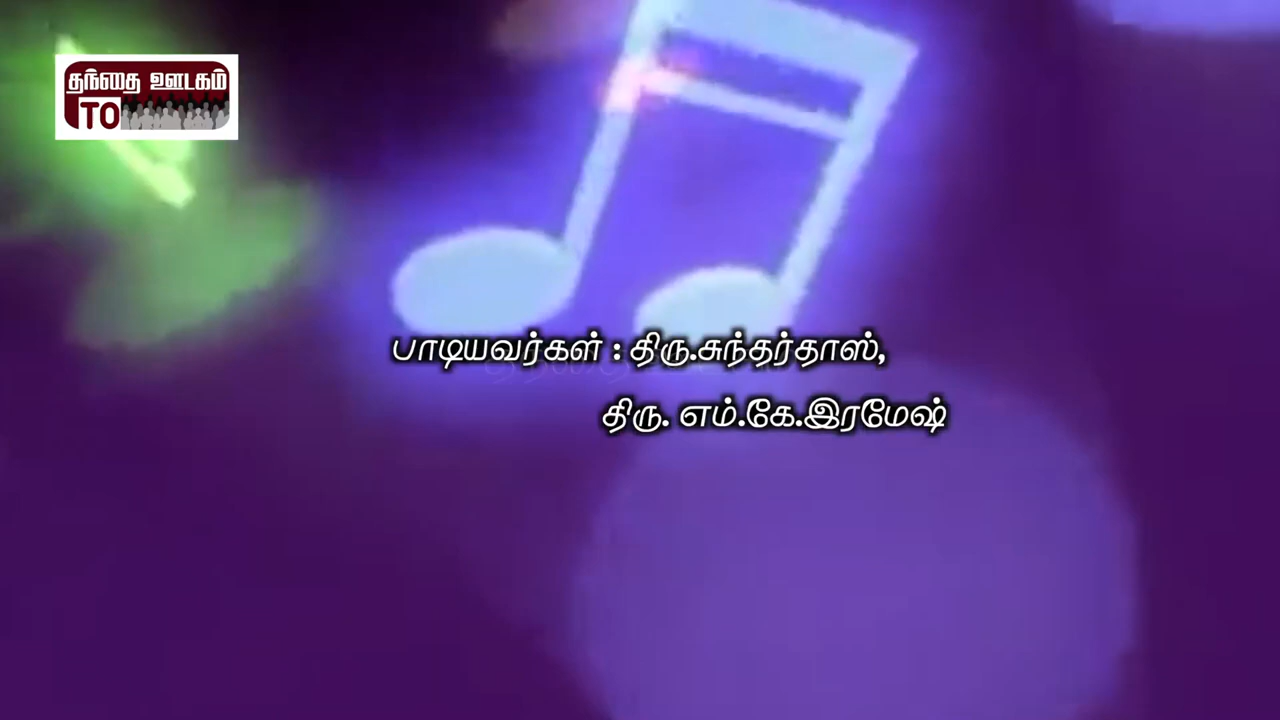 தந்தை ஊடகம்
TO
பாடியவர்கள் : திரு.சுந்தர்தாஸ்,
திரு. எம்.கே.இரமேஷ்